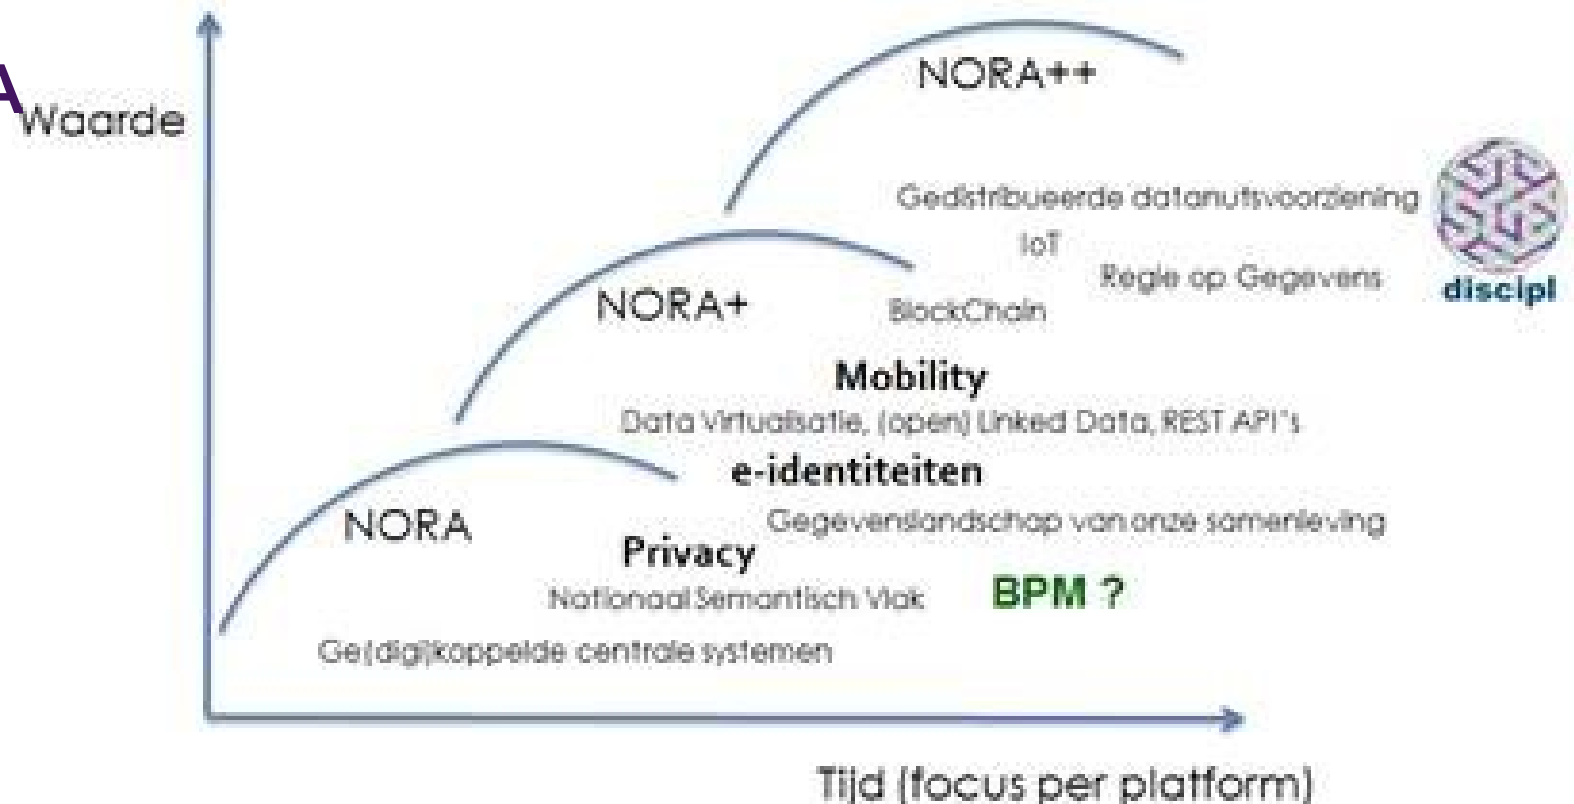 A
Waarde
NORA++
Gedistribueerde datanutsvoorziening
IoT
Regie op Gegevens
discipl
NORA+
BlockChain
Mobility
Data Virtualisatie, (open) Linked Data, REST API's
e-identiteiten
NORA
Gegevenslandschap van onze samenleving
Privacy
Nationaal Semantisch Vlak
BPM ?
Ge(digi)koppelde centrale systemen
Tijd (focus per platform)